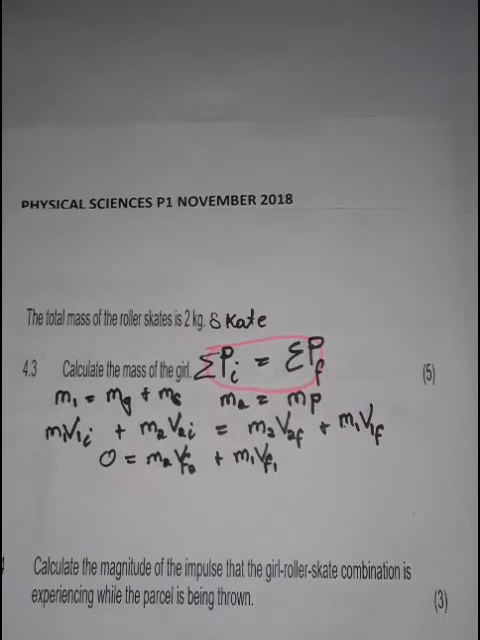 PHYSICAL SCIENCES P1 NOVEMBER 2018
The total mass of the roller skates is 2 kg. Skate
4.3 Calculate the mass of the girl. ΣPi = ΣPf (5)
m₁ = mg + ms m₂ = mp
m₁V₁i + m₂V₂i = m₂V₂f + m₁V₁f
0 = m₂Vf₂ + m₁Vf₁
Calculate the magnitude of the impulse that the girl-roller-skate combination is
experiencing while the parcel is being thrown. (3)